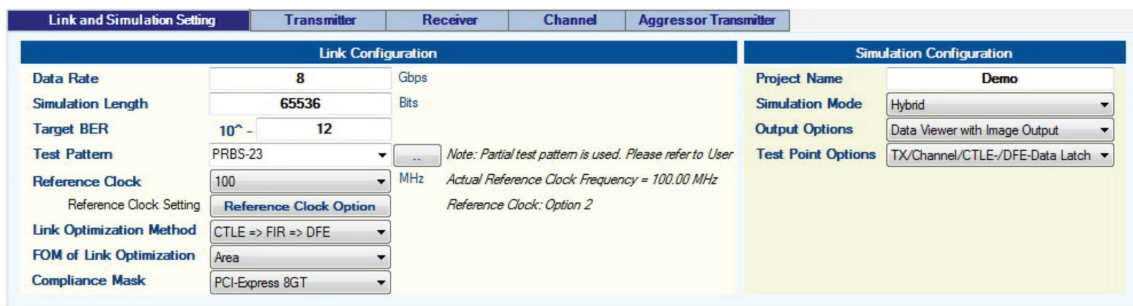 Link and Simulation Setting Transmitter Receiver Channel Aggressor Transmitter
Link Configuration
Data Rate 8 Gbps
Simulation Length 65536 Bits
Target BER 10^ - 12
Test Pattern PRBS-23 .. Note: Partial test pattern is used. Please refer to User
Reference Clock 100 MHz Actual Reference Clock Frequency = 100.00 MHz
Reference Clock Setting Reference Clock Option Reference Clock: Option 2
Link Optimization Method CTLE => FIR => DFE
FOM of Link Optimization Area
Compliance Mask PCI-Express 8GT
Simulation Configuration
Project Name Demo
Simulation Mode Hybrid
Output Options Data Viewer with Image Output
Test Point Options TX/Channel/CTLE-/DFE-Data Latch